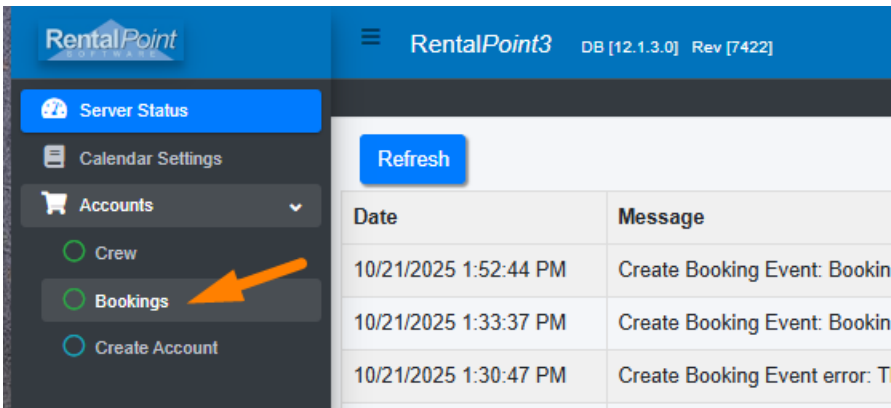 RentalPoint
SOFTWARE
RentalPoint3 DB [12.1.3.0] Rev [7422]
Server Status
Calendar Settings
Accounts
Crew
Bookings
Create Account
Refresh
Date Message
10/21/2025 1:52:44 PM Create Booking Event: Bookin
10/21/2025 1:33:37 PM Create Booking Event: Bookin
10/21/2025 1:30:47 PM Create Booking Event error: T